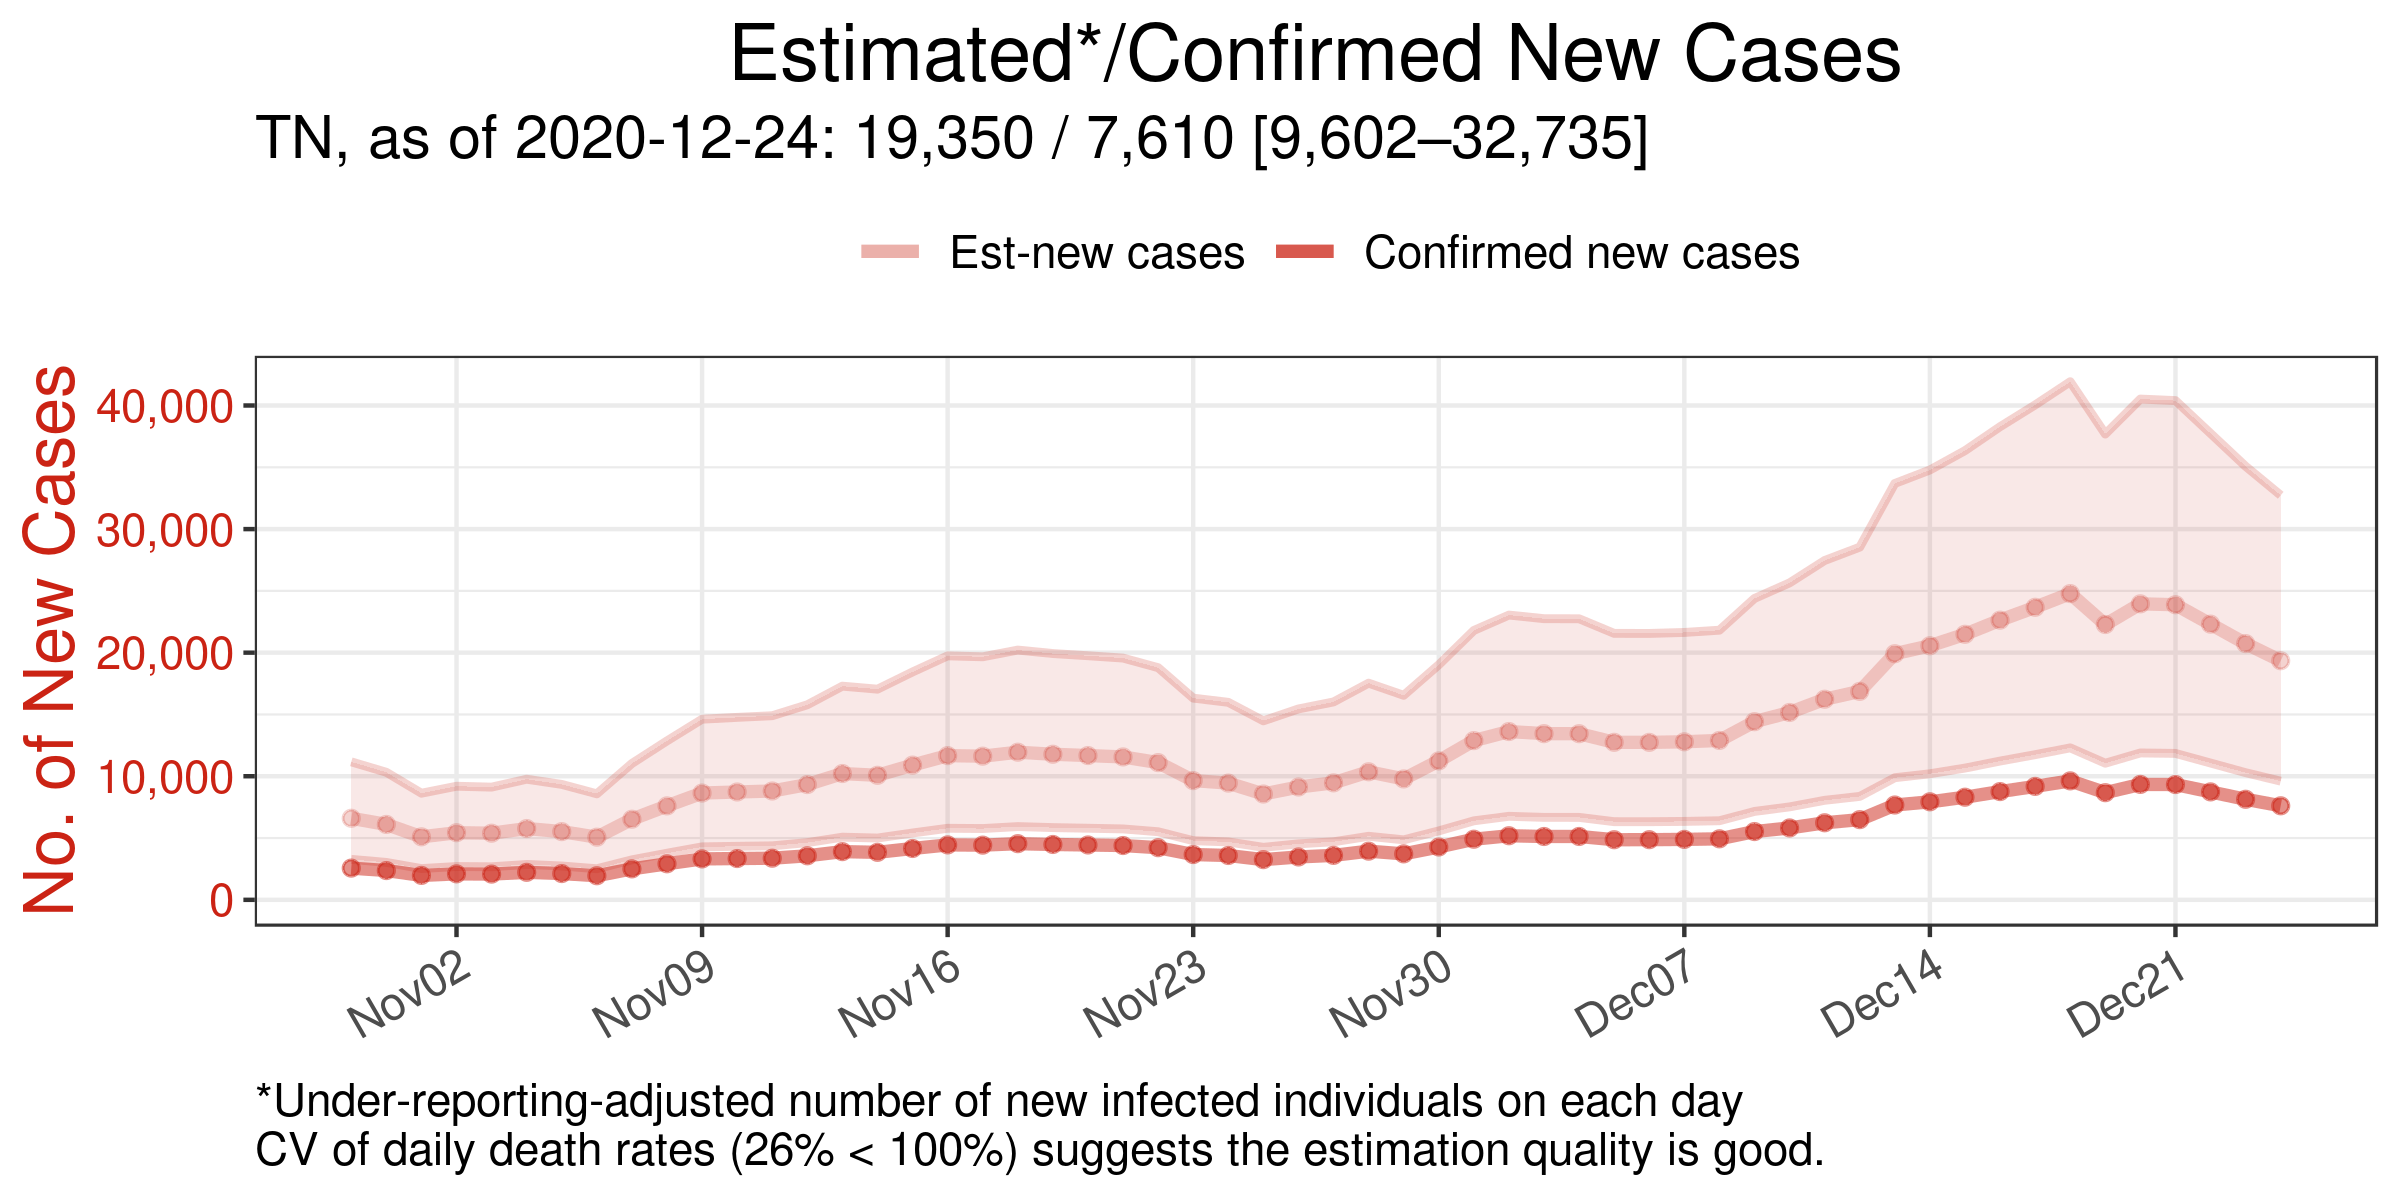 Estimated*/Confirmed New Cases
TN, as of 2020-12-24: 19,350 / 7,610 [9,602–32,735]
Est-new cases Confirmed new cases
No. of New Cases
40,000
30,000
20,000
10,000
0
Nov02 Nov09 Nov16 Nov23 Nov30 Dec07 Dec14 Dec21
*Under-reporting-adjusted number of new infected individuals on each day
CV of daily death rates (26% < 100%) suggests the estimation quality is good.